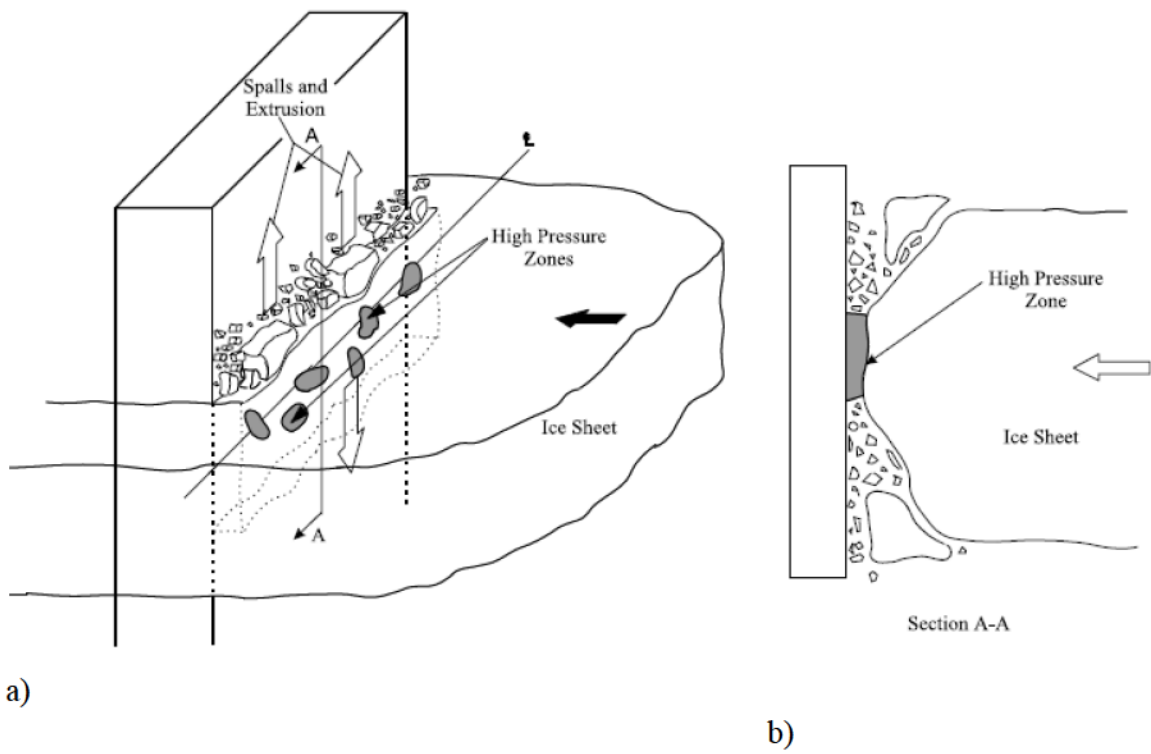 Spalls and
Extrusion
A
℄
High Pressure
Zones
Ice Sheet
A
a)
High Pressure
Zone
Ice Sheet
Section A-A
b)